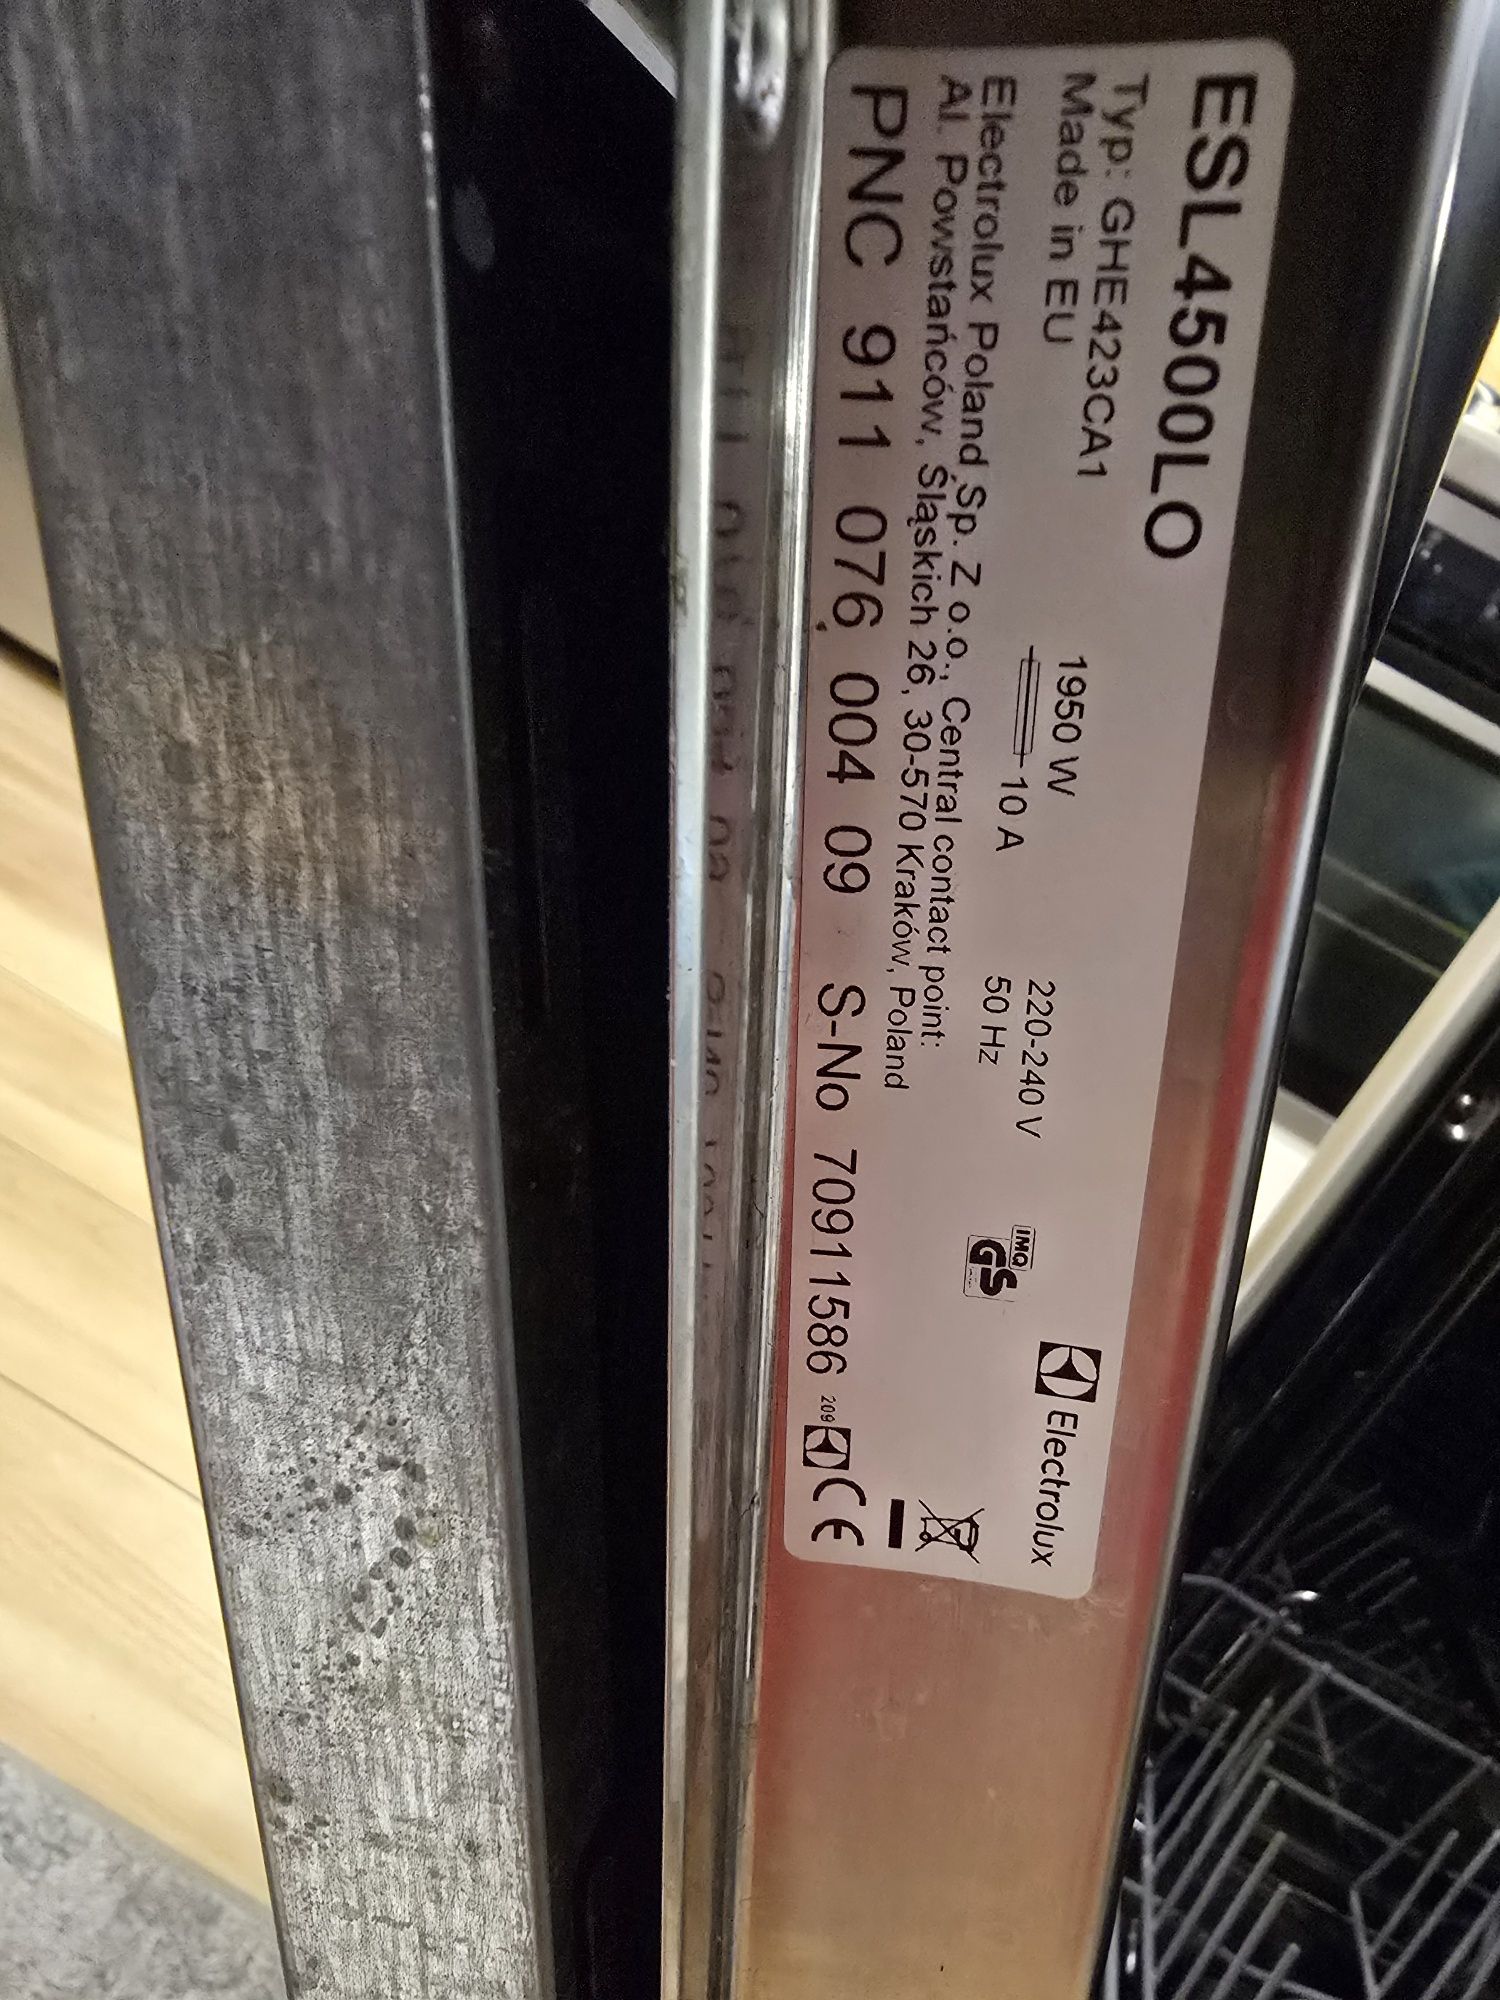 ESL4500LO
Typ: GHE423CA1
Made in EU
1950 W
10 A
220-240 V
50 Hz
IMQ
GS
Electrolux
Electrolux Poland Sp. Z o.o., Central contact point:
Al. Powstańców, Śląskich 26, 30-570 Kraków, Poland
PNC 911 076 004 09 S-No 70911586
209
CE